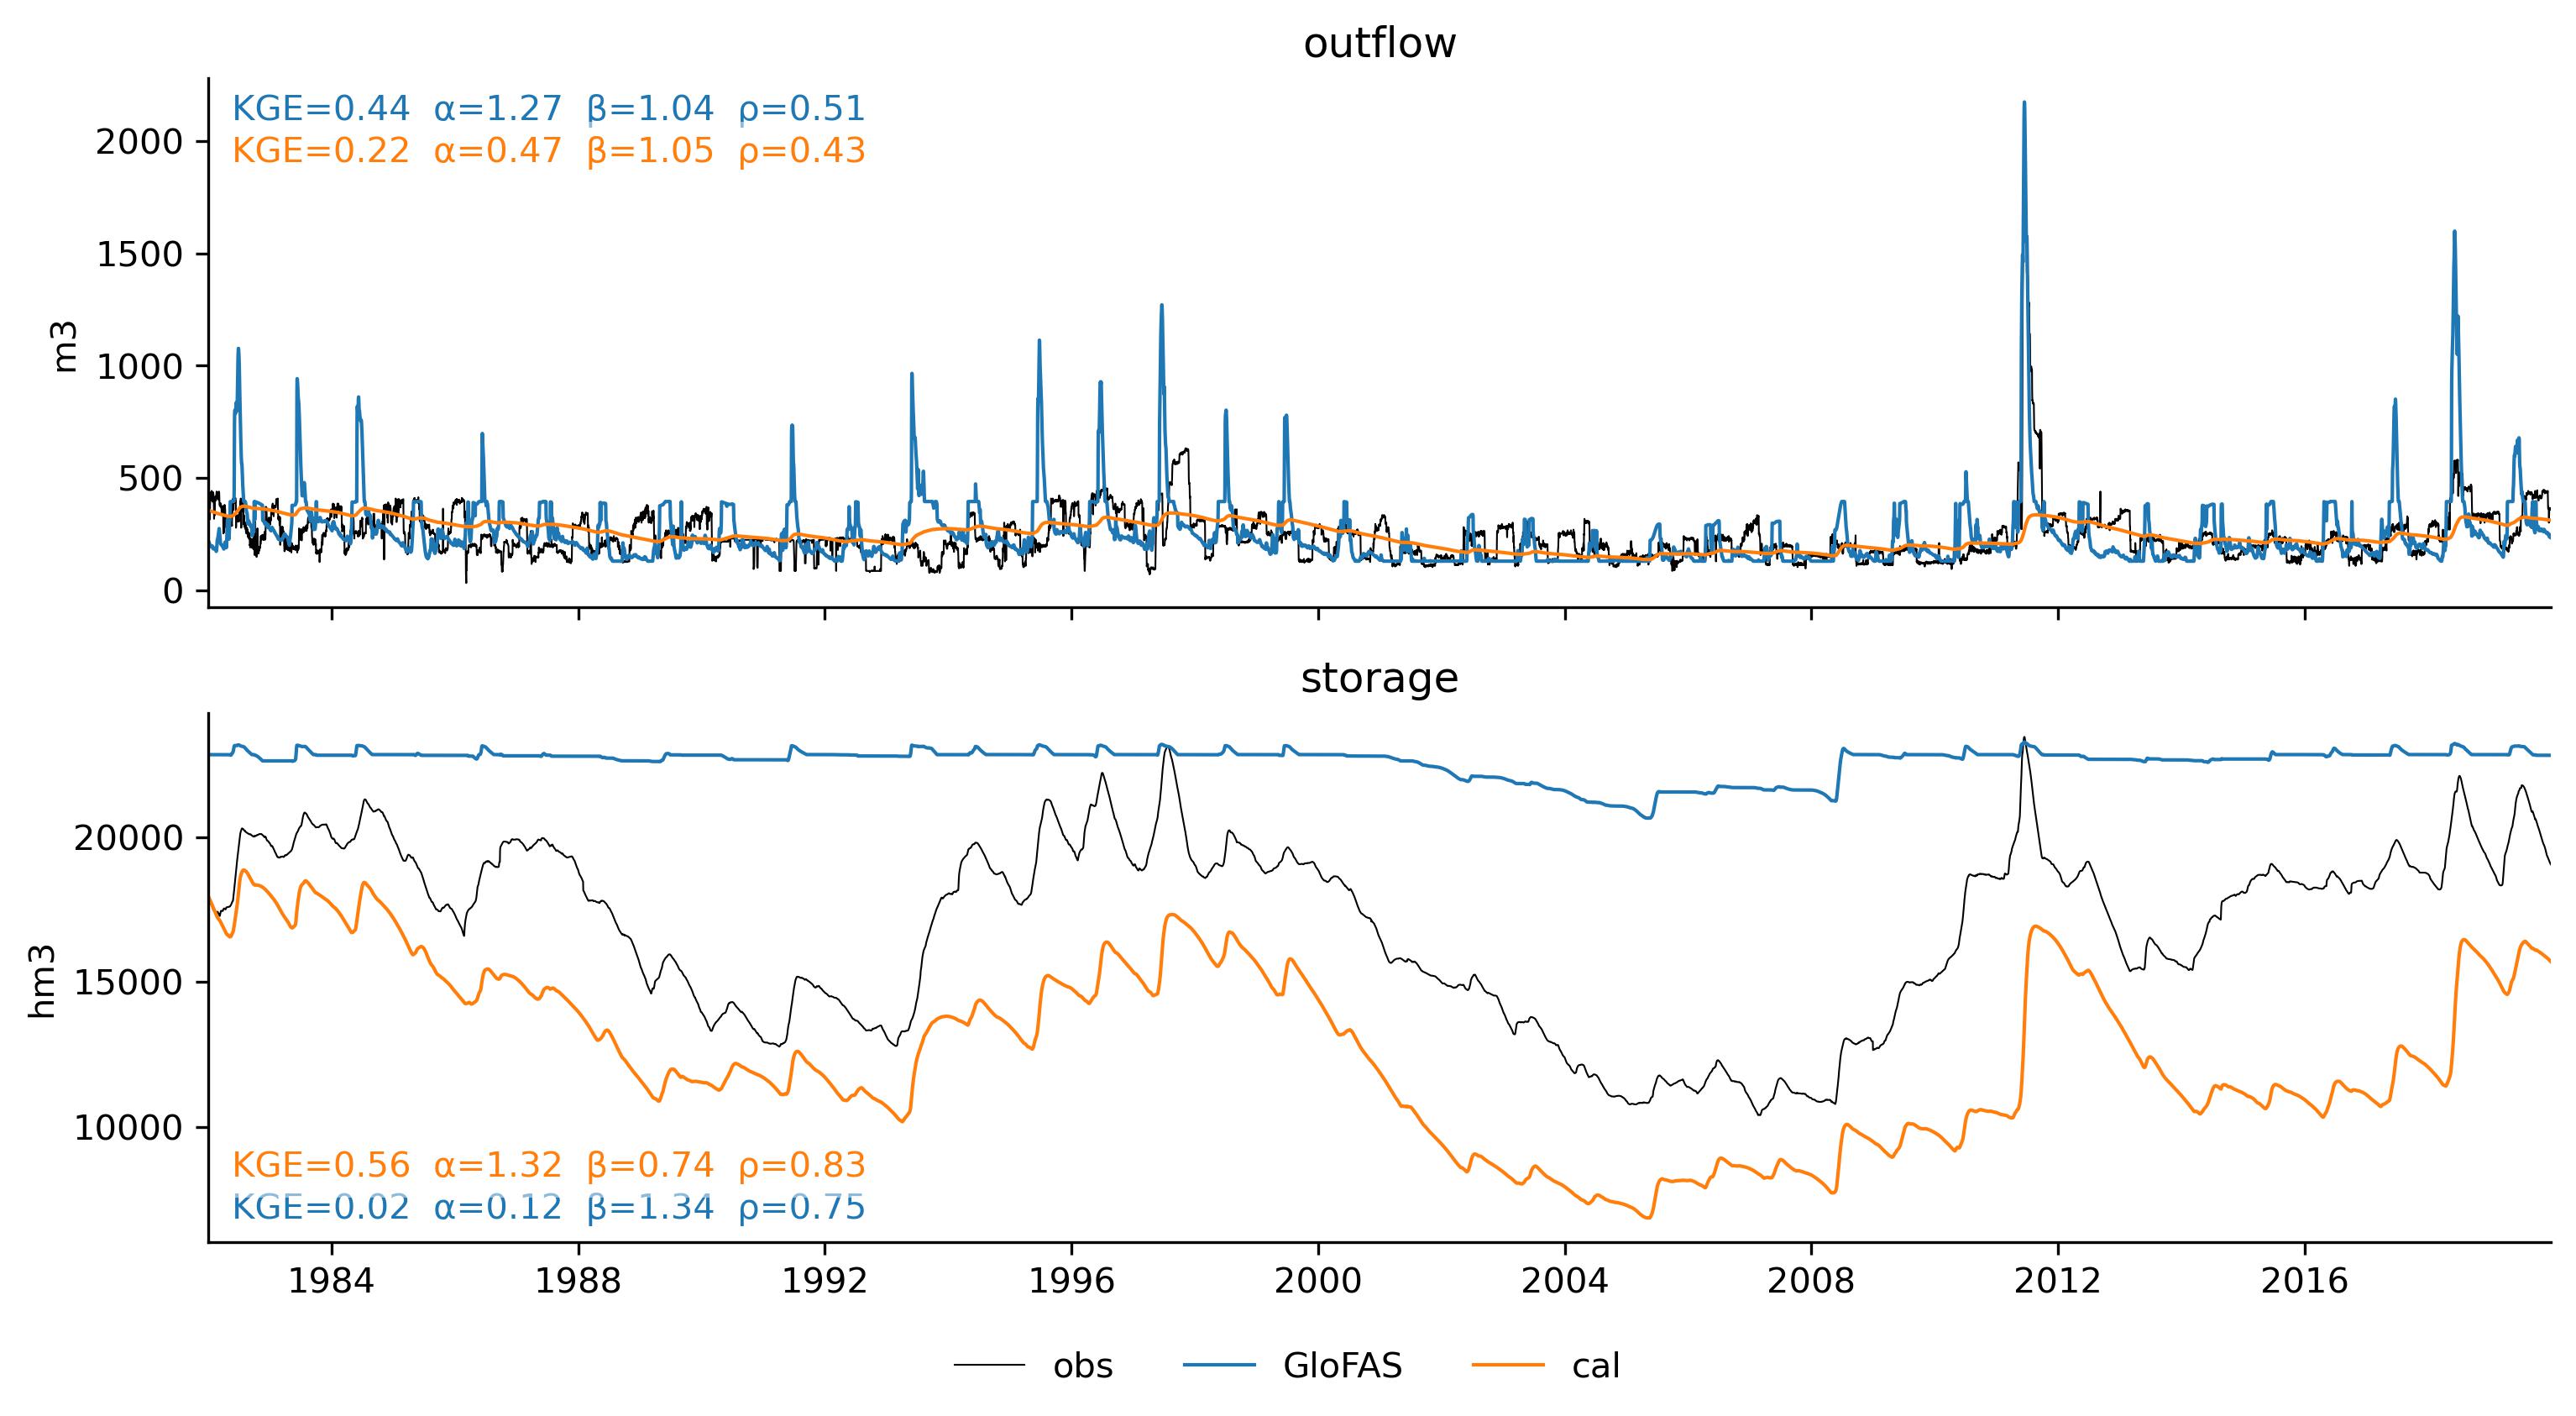 outflow
KGE=0.44 α=1.27 β=1.04 ρ=0.51
KGE=0.22 α=0.47 β=1.05 ρ=0.43
m3
2000
1500
1000
500
0
storage
hm3
20000
15000
10000
KGE=0.56 α=1.32 β=0.74 ρ=0.83
KGE=0.02 α=0.12 β=1.34 ρ=0.75
1984 1988 1992 1996 2000 2004 2008 2012 2016
obs GloFAS cal